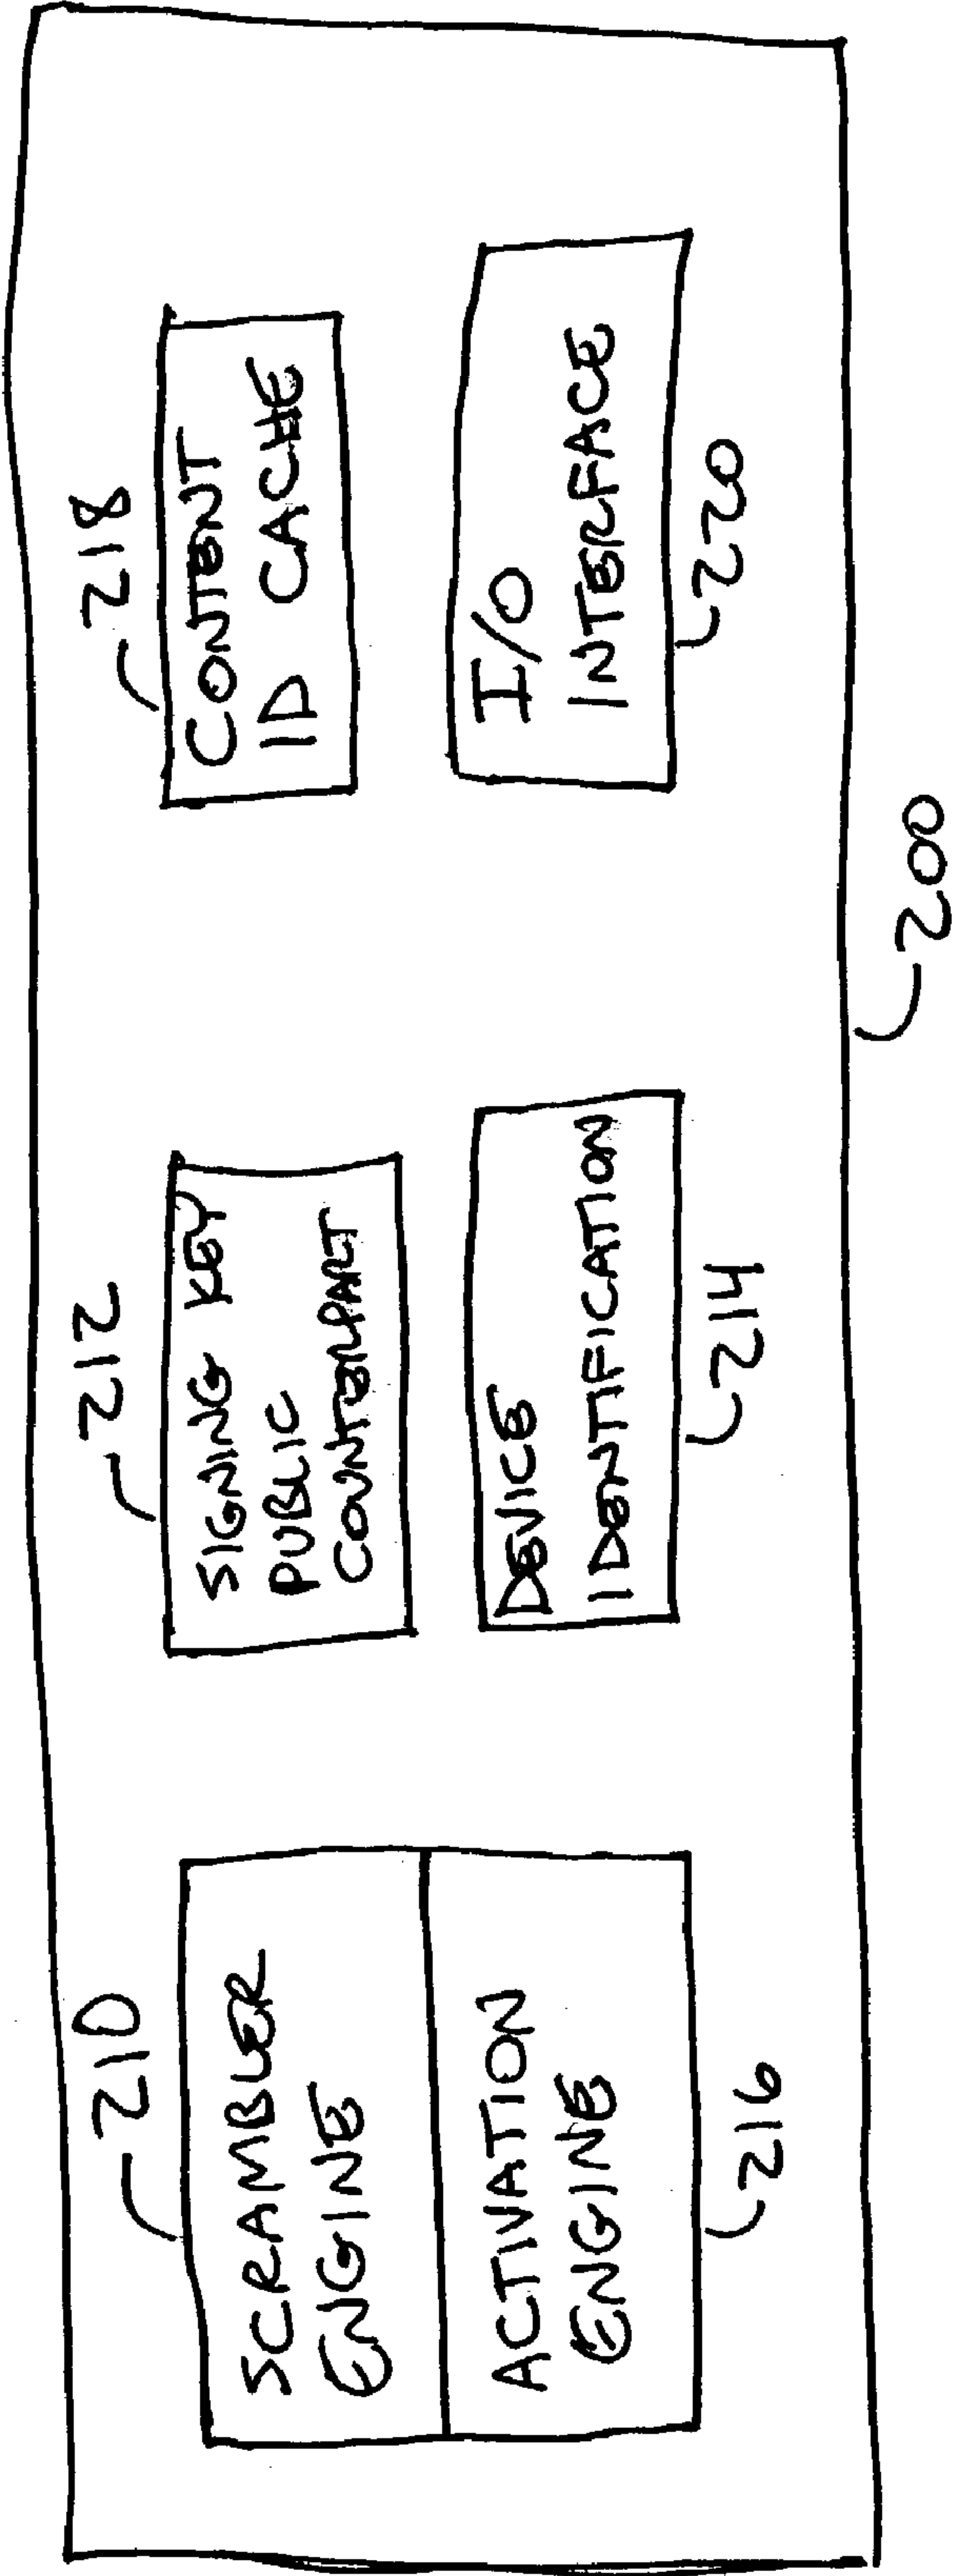 210
SCRAMBLER
ENGINE
ACTIVATION
ENGINE
216
212
SIGNING KEY
PUBLIC
COUNTERPART
DEVICE
IDENTIFICATION
214
218
CONTENT
ID CACHE
I/O
INTERFACE
220
200